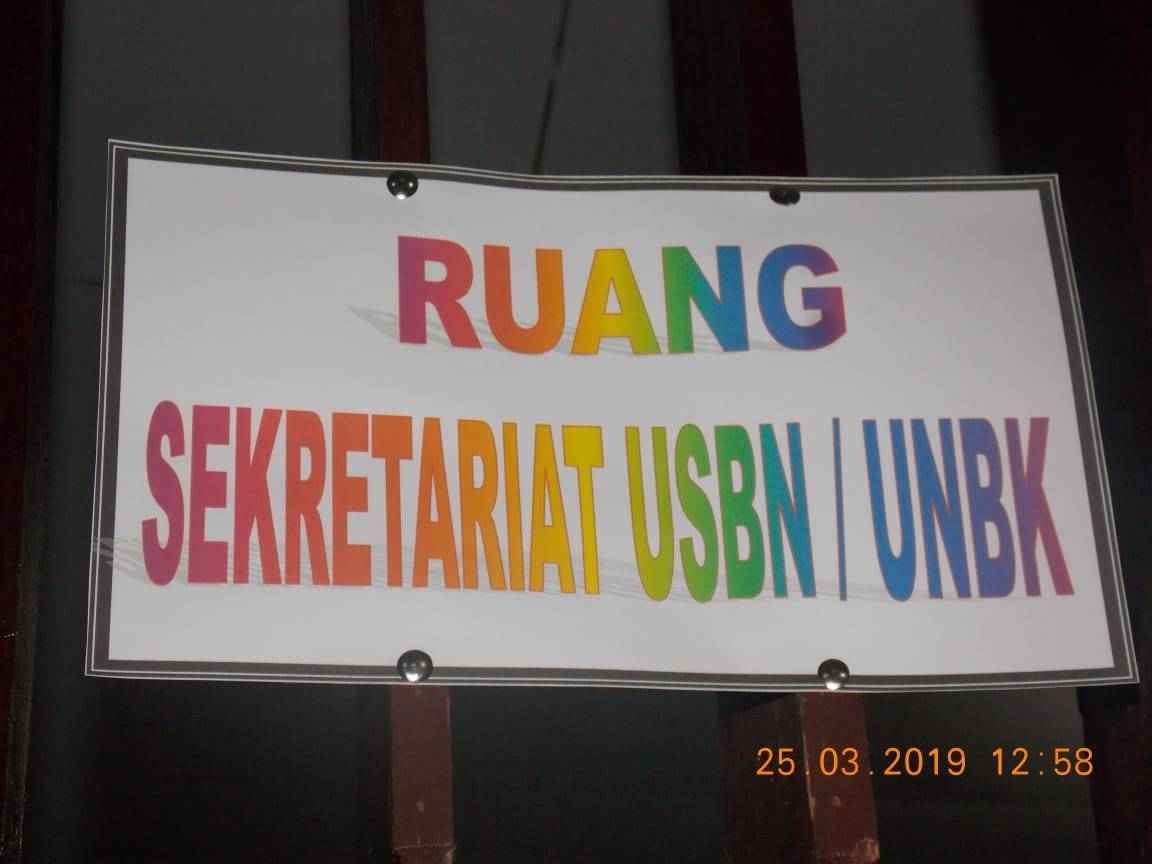 RUANG
SEKRETARIAT USBN / UNBK
25.03.2019 12:58